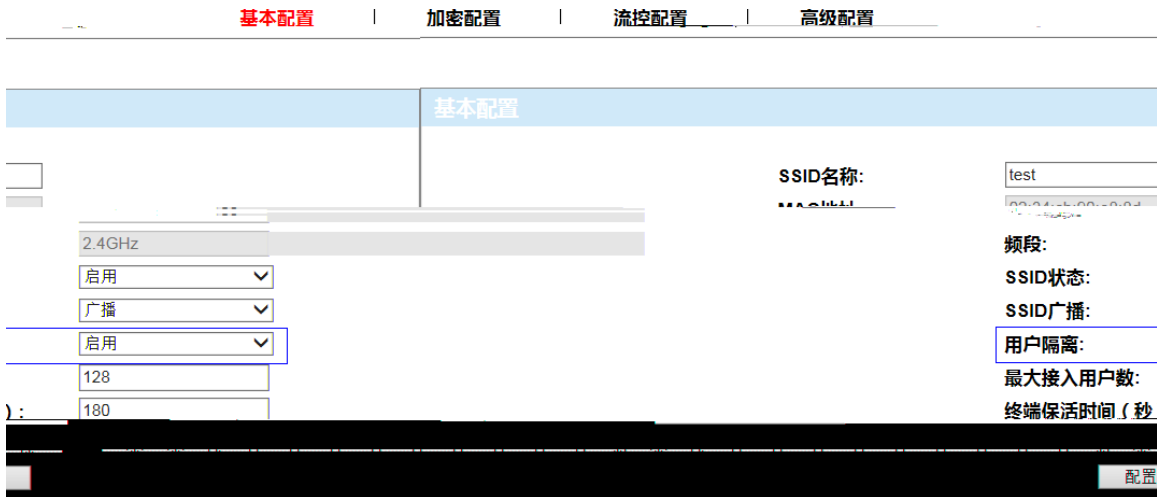 基本配置 | 加密配置 | 流控配置 | 高级配置
基本配置
SSID名称:
test
2.4GHz
频段:
启用
SSID状态:
广播
SSID广播:
启用
用户隔离:
128
最大接入用户数:
):
180
终端保活时间 ( 秒
配置